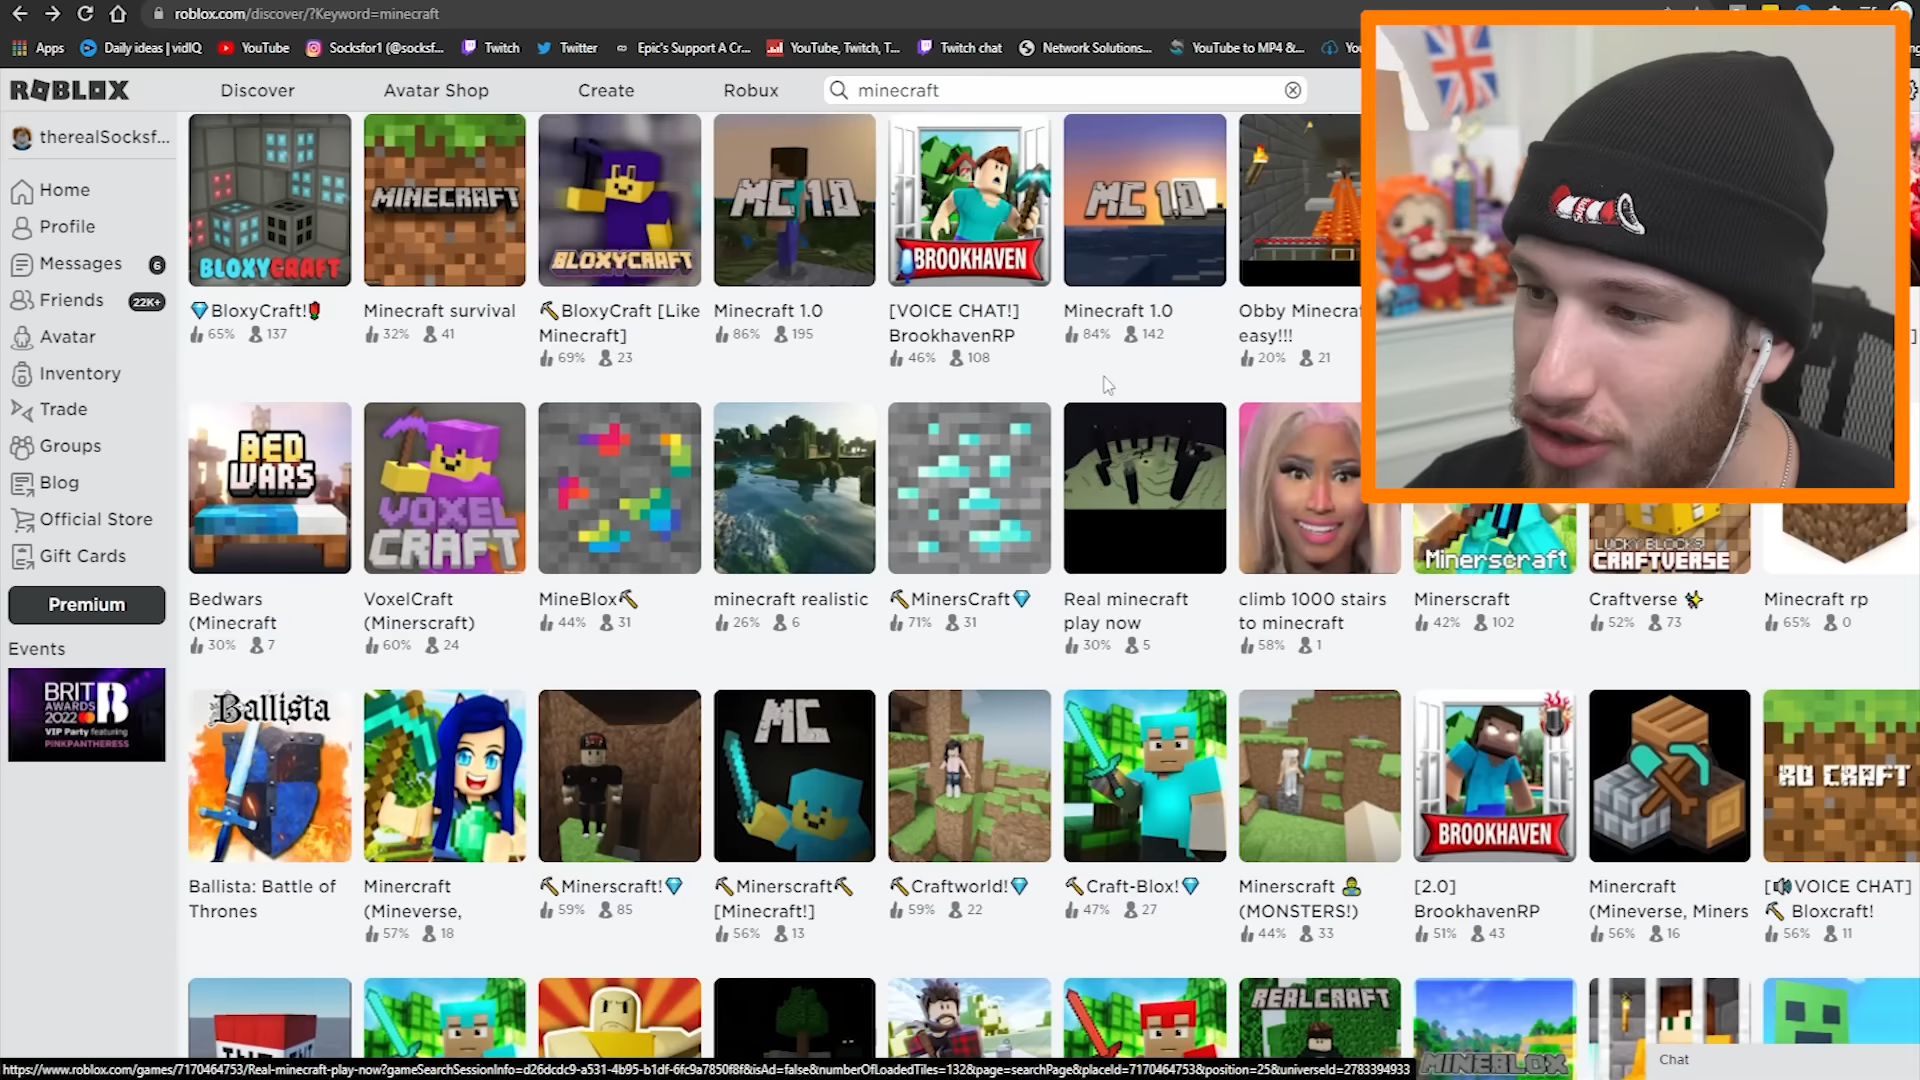 roblox.com/discover/?Keyword=minecraft
Apps
Daily ideas | vidIQ
YouTube
Socksfor1 (@socksf...
Twitch
Twitter
Epic's Support A Cr...
YouTube, Twitch, T...
Twitch chat
Network Solutions...
YouTube to MP4 &...
ROBLOX
Discover
Avatar Shop
Create
Robux
minecraft
therealSocksf...
Home
Profile
Messages
6
Friends
22K+
Avatar
Inventory
Trade
Groups
Blog
Official Store
Gift Cards
Premium
Events
BRIT
AWARDS
2022
VIP Party featuring
PINKPANTHERESS
BLOXYCRAFT
MINECRAFT
BLOXYCRAFT
MC 1.0
BROOKHAVEN
MC 1.0
💎BloxyCraft!🌹
65% 137
Minecraft survival
32% 41
⛏BloxyCraft [Like
Minecraft]
69% 23
Minecraft 1.0
86% 195
[VOICE CHAT!]
BrookhavenRP
46% 108
Minecraft 1.0
84% 142
Obby Minecra
easy!!!
20% 21
BED
WARS
VOXEL
CRAFT
Minerscraft
LUCKY BLOCKS!
CRAFTVERSE
Bedwars
(Minecraft
30% 7
VoxelCraft
(Minerscraft)
60% 24
MineBlox⛏
44% 31
minecraft realistic
26% 6
⛏MinersCraft💎
71% 31
Real minecraft
play now
30% 5
climb 1000 stairs
to minecraft
58% 1
Minerscraft
42% 102
Craftverse ✨
52% 73
Minecraft rp
65% 0
Ballista
MC
BROOKHAVEN
RO CRAFT
Ballista: Battle of
Thrones
Minercraft
(Mineverse,
57% 18
⛏Minerscraft!💎
59% 85
⛏Minerscraft⛏
[Minecraft!]
56% 13
⛏Craftworld!💎
59% 22
⛏Craft-Blox!💎
47% 27
Minerscraft 🧟
(MONSTERS!)
44% 33
[2.0]
BrookhavenRP
51% 43
Minercraft
(Mineverse, Miners
56% 16
[🔊VOICE CHAT]
⛏ Bloxcraft!
56% 11
REALCRAFT
MINEBLOX
Chat
https://www.roblox.com/games/7170464753/Real-minecraft-play-now?gameSearchSessionInfo=d26dcdc9-a531-4b95-b1df-6fc9a7850f8f&isAd=false&numberOfLoadedTiles=132&page=searchPage&placeId=7170464753&position=25&universeId=2783394933